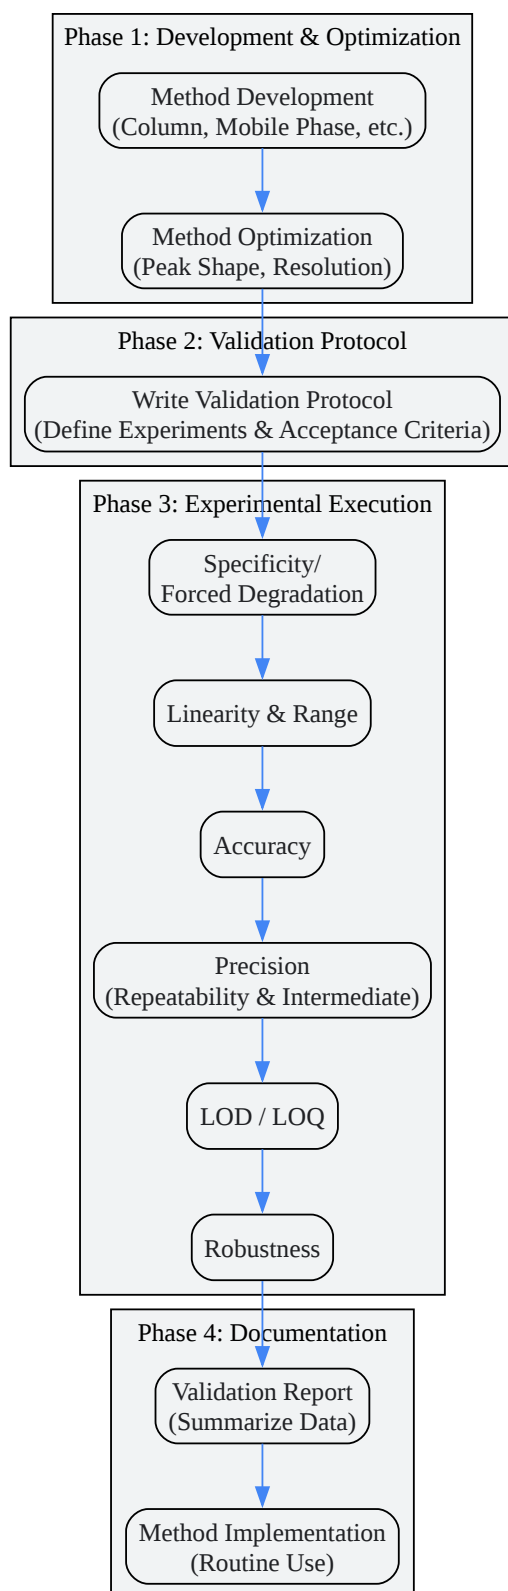 Phase 1: Development & Optimization
Method Development
(Column, Mobile Phase, etc.)
Method Optimization
(Peak Shape, Resolution)
Phase 2: Validation Protocol
Write Validation Protocol
(Define Experiments & Acceptance Criteria)
Phase 3: Experimental Execution
Specificity/
Forced Degradation
Linearity & Range
Accuracy
Precision
(Repeatability & Intermediate)
LOD / LOQ
Robustness
Phase 4: Documentation
Validation Report
(Summarize Data)
Method Implementation
(Routine Use)